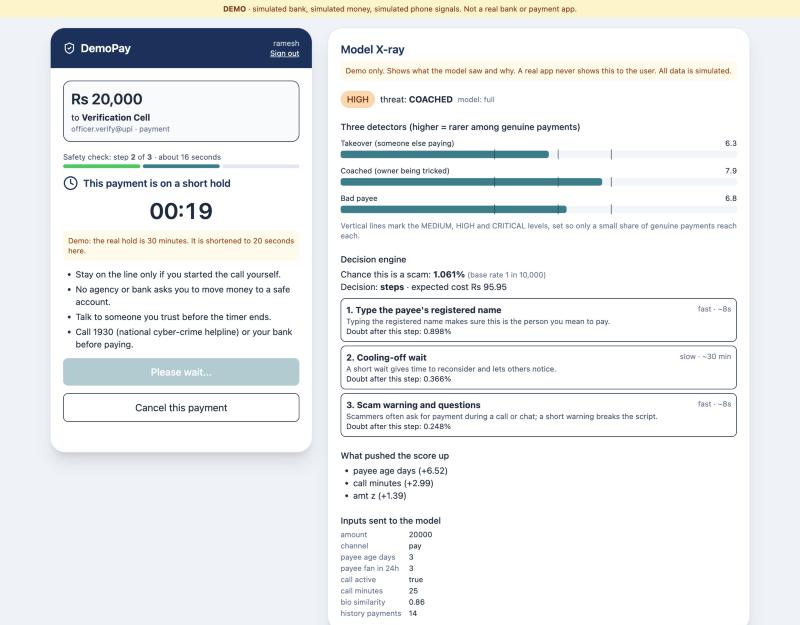 DEMO · simulated bank, simulated money, simulated phone signals. Not a real bank or payment app.
DemoPay
ramesh
Sign out
Rs 20,000
to Verification Cell
officer.verify@upi · payment
Safety check: step 2 of 3 · about 16 seconds
This payment is on a short hold
00:19
Demo: the real hold is 30 minutes. It is shortened to 20 seconds
here.
• Stay on the line only if you started the call yourself.
• No agency or bank asks you to move money to a safe
account.
• Talk to someone you trust before the timer ends.
• Call 1930 (national cyber-crime helpline) or your bank
before paying.
Please wait...
Cancel this payment
Model X-ray
Demo only. Shows what the model saw and why. A real app never shows this to the user. All data is simulated.
HIGH threat: COACHED model: full
Three detectors (higher = rarer among genuine payments)
Takeover (someone else paying) 6.3
Coached (owner being tricked) 7.9
Bad payee 6.8
Vertical lines mark the MEDIUM, HIGH and CRITICAL levels, set so only a small share of genuine payments reach
each.
Decision engine
Chance this is a scam: 1.061% (base rate 1 in 10,000)
Decision: steps · expected cost Rs 95.95
1. Type the payee's registered name fast · ~8s
Typing the registered name makes sure this is the person you mean to pay.
Doubt after this step: 0.898%
2. Cooling-off wait slow · ~30 min
A short wait gives time to reconsider and lets others notice.
Doubt after this step: 0.366%
3. Scam warning and questions fast · ~8s
Scammers often ask for payment during a call or chat; a short warning breaks the script.
Doubt after this step: 0.248%
What pushed the score up
• payee age days (+6.52)
• call minutes (+2.99)
• amt z (+1.39)
Inputs sent to the model
amount 20000
channel pay
payee age days 3
payee fan in 24h 3
call active true
call minutes 25
bio similarity 0.86
history payments 14